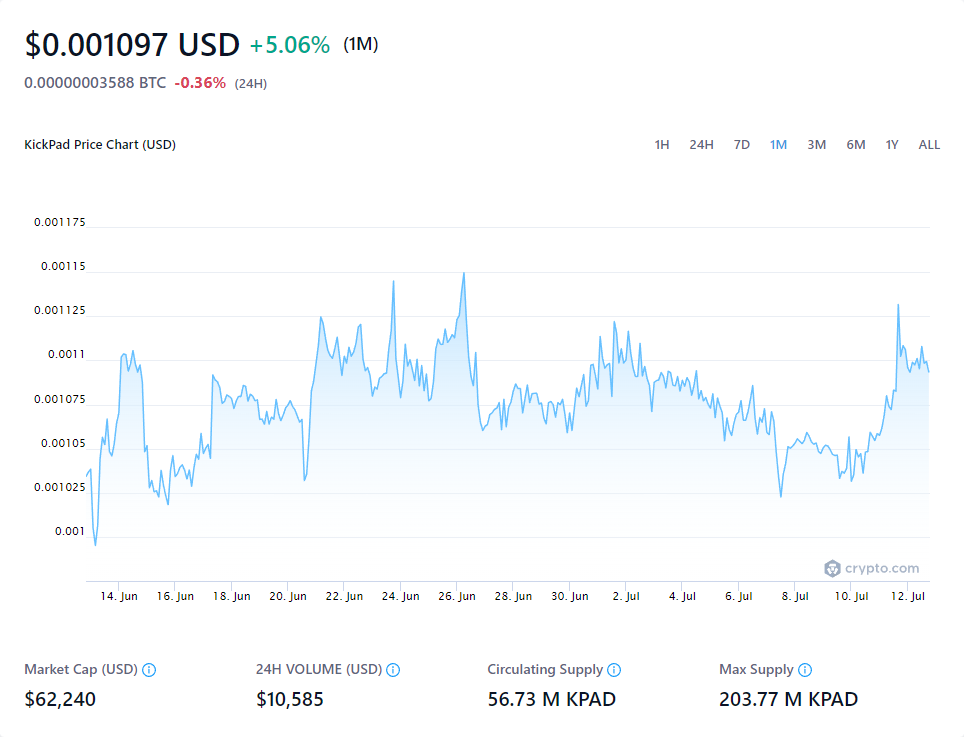 $0.001097 USD +5.06% (1M)
0.00000003588 BTC -0.36% (24H)
KickPad Price Chart (USD) 1H 24H 7D 1M 3M 6M 1Y ALL
0.001175
0.00115
0.001125
0.0011
0.001075
0.00105
0.001025
0.001
crypto.com
14. Jun 16. Jun 18. Jun 20. Jun 22. Jun 24. Jun 26. Jun 28. Jun 30. Jun 2. Jul 4. Jul 6. Jul 8. Jul 10. Jul 12. Jul
Market Cap (USD) 24H VOLUME (USD) Circulating Supply Max Supply
$62,240 $10,585 56.73 M KPAD 203.77 M KPAD